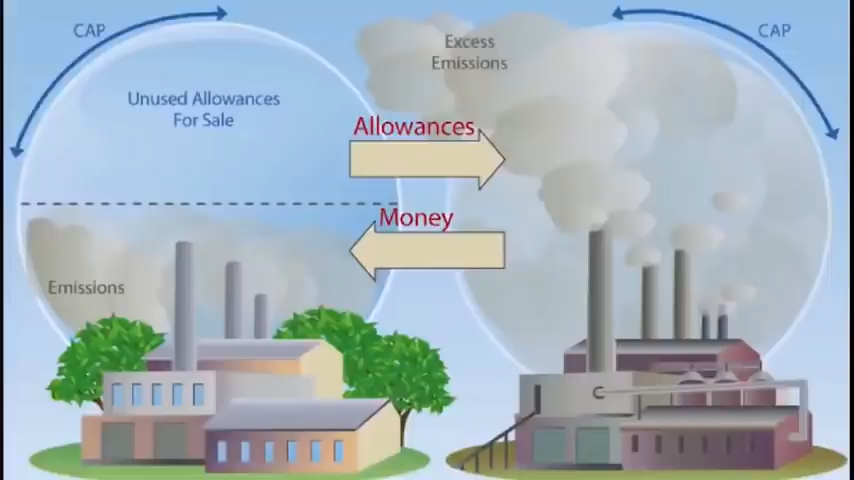 CAP
Unused Allowances
For Sale
Emissions
Allowances
Money
Excess
Emissions
CAP